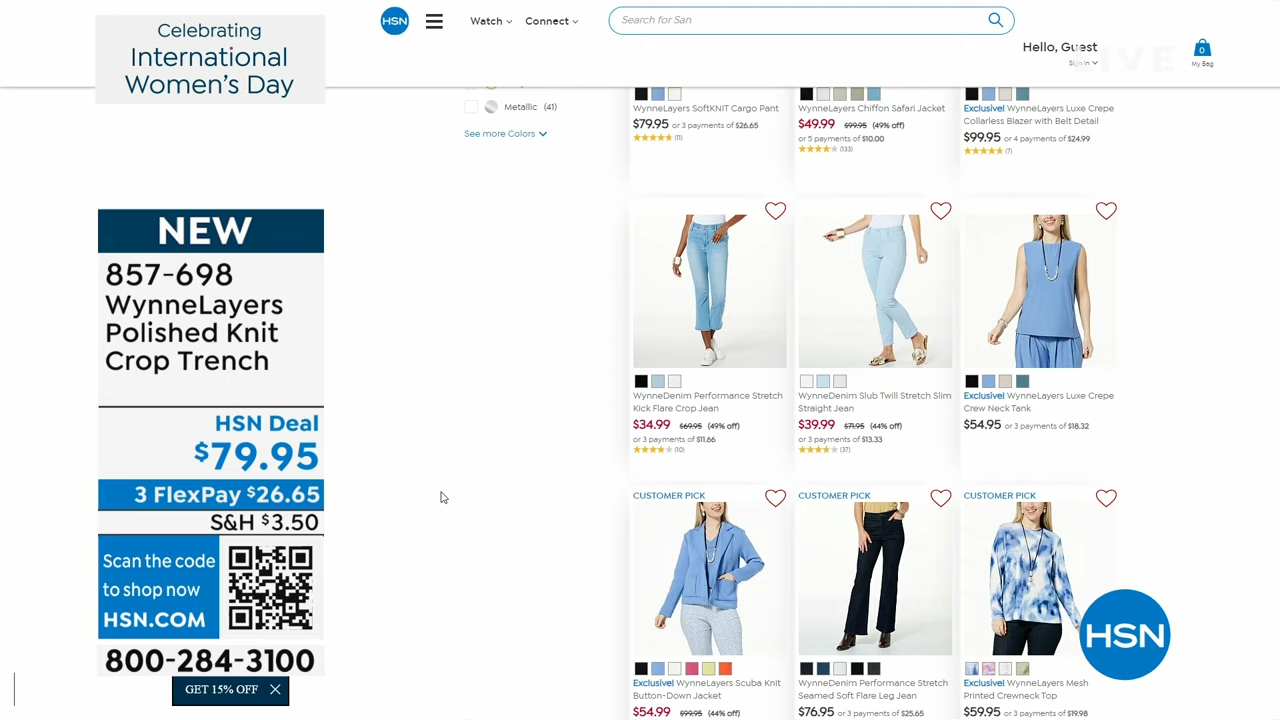 Celebrating
International
Women's Day
HSN
Watch
Connect
Search for San
Hello, Guest
Sign In
LIVE
0
My Bag
Metallic (41)
See more Colors
WynneLayers SoftKNIT Cargo Pant
$79.95 or 3 payments of $26.65
(11)
WynneLayers Chiffon Safari Jacket
$49.99 $99.95 (49% off)
or 5 payments of $10.00
(133)
Exclusive! WynneLayers Luxe Crepe
Collarless Blazer with Belt Detail
$99.95 or 4 payments of $24.99
(7)
NEW
857-698
WynneLayers
Polished Knit
Crop Trench
HSN Deal
$79.95
3 FlexPay $26.65
S&H $3.50
Scan the code
to shop now
HSN.COM
800-284-3100
GET 15% OFF
WynneDenim Performance Stretch
Kick Flare Crop Jean
$34.99 $69.95 (49% off)
or 3 payments of $11.66
(10)
WynneDenim Slub Twill Stretch Slim
Straight Jean
$39.99 $71.95 (44% off)
or 3 payments of $13.33
(37)
Exclusive! WynneLayers Luxe Crepe
Crew Neck Tank
$54.95 or 3 payments of $18.32
CUSTOMER PICK
Exclusive! WynneLayers Scuba Knit
Button-Down Jacket
$54.99 $99.95 (44% off)
CUSTOMER PICK
WynneDenim Performance Stretch
Seamed Soft Flare Leg Jean
$76.95 or 3 payments of $25.65
CUSTOMER PICK
Exclusive! WynneLayers Mesh
Printed Crewneck Top
$59.95 or 3 payments of $19.98
HSN